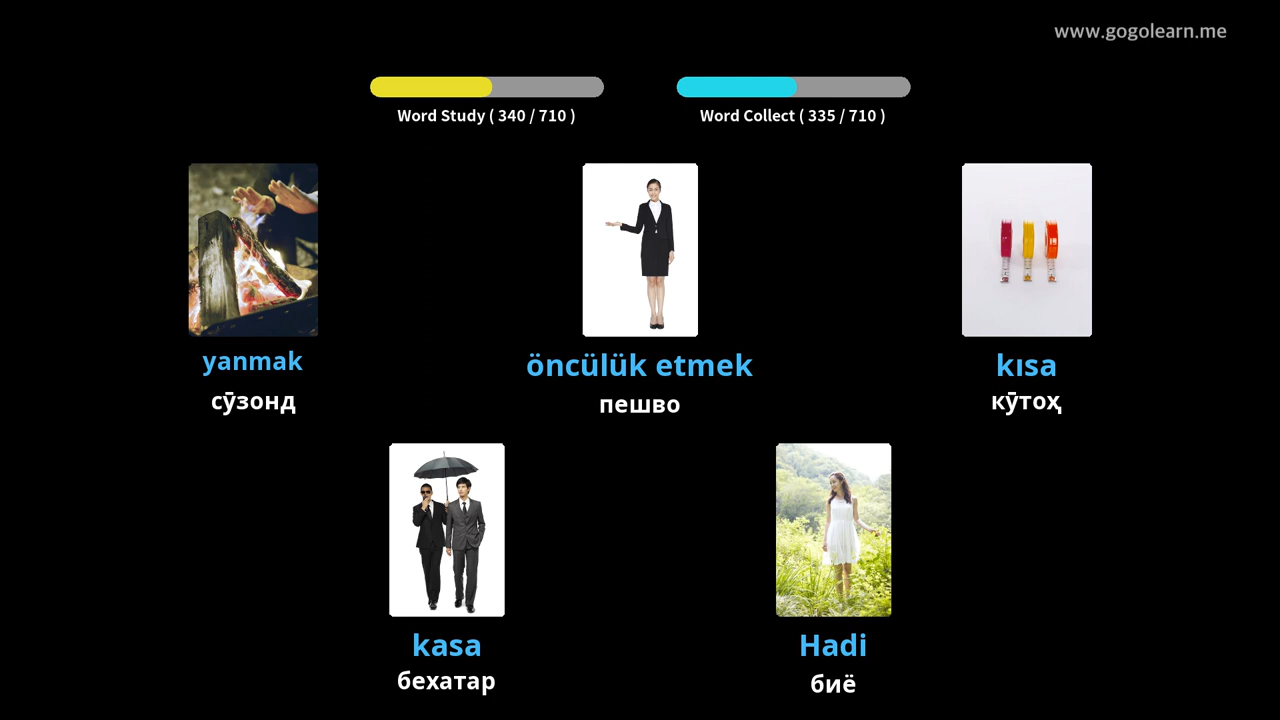 www.gogolearn.me
Word Study ( 340 / 710 )
Word Collect ( 335 / 710 )
yanmak
сӯзонд
öncülük etmek
пешво
kısa
кӯтоҳ
kasa
бехатар
Hadi
биё